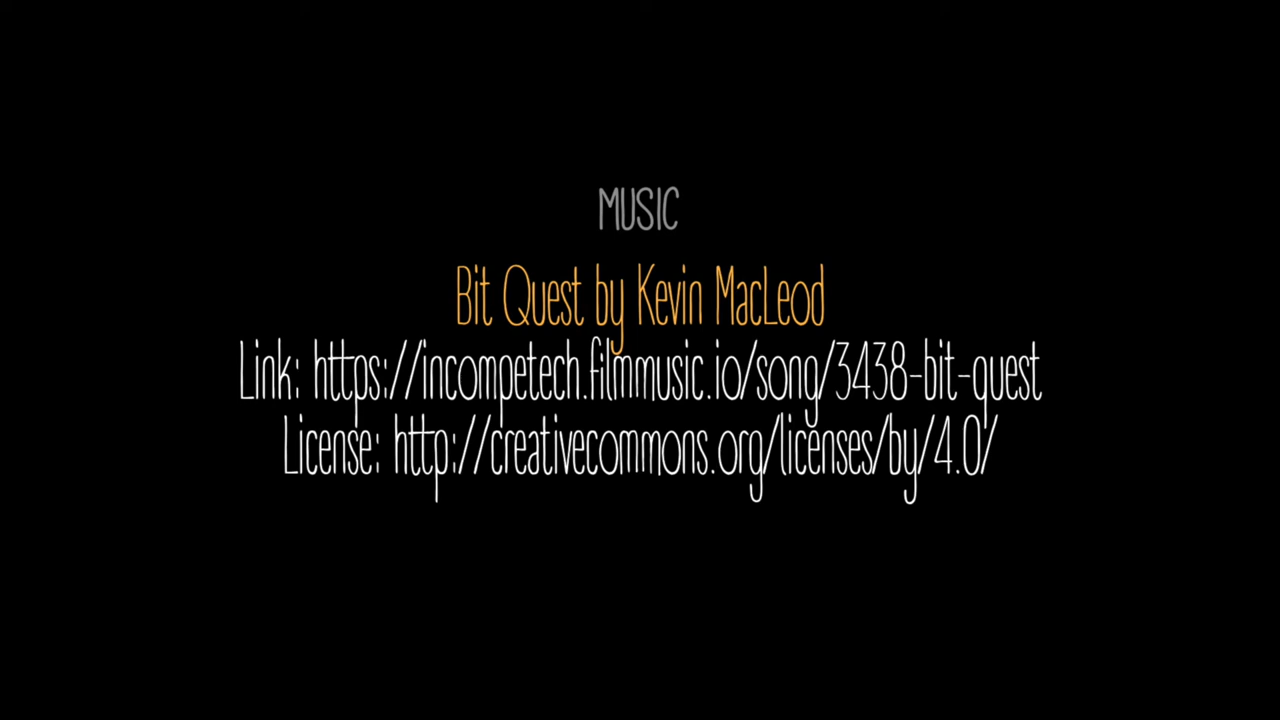 MUSIC
Bit Quest by Kevin MacLeod
Link: https://incompetech.filmmusic.io/song/3438-bit-quest
License: http://creativecommons.org/licenses/by/4.0/